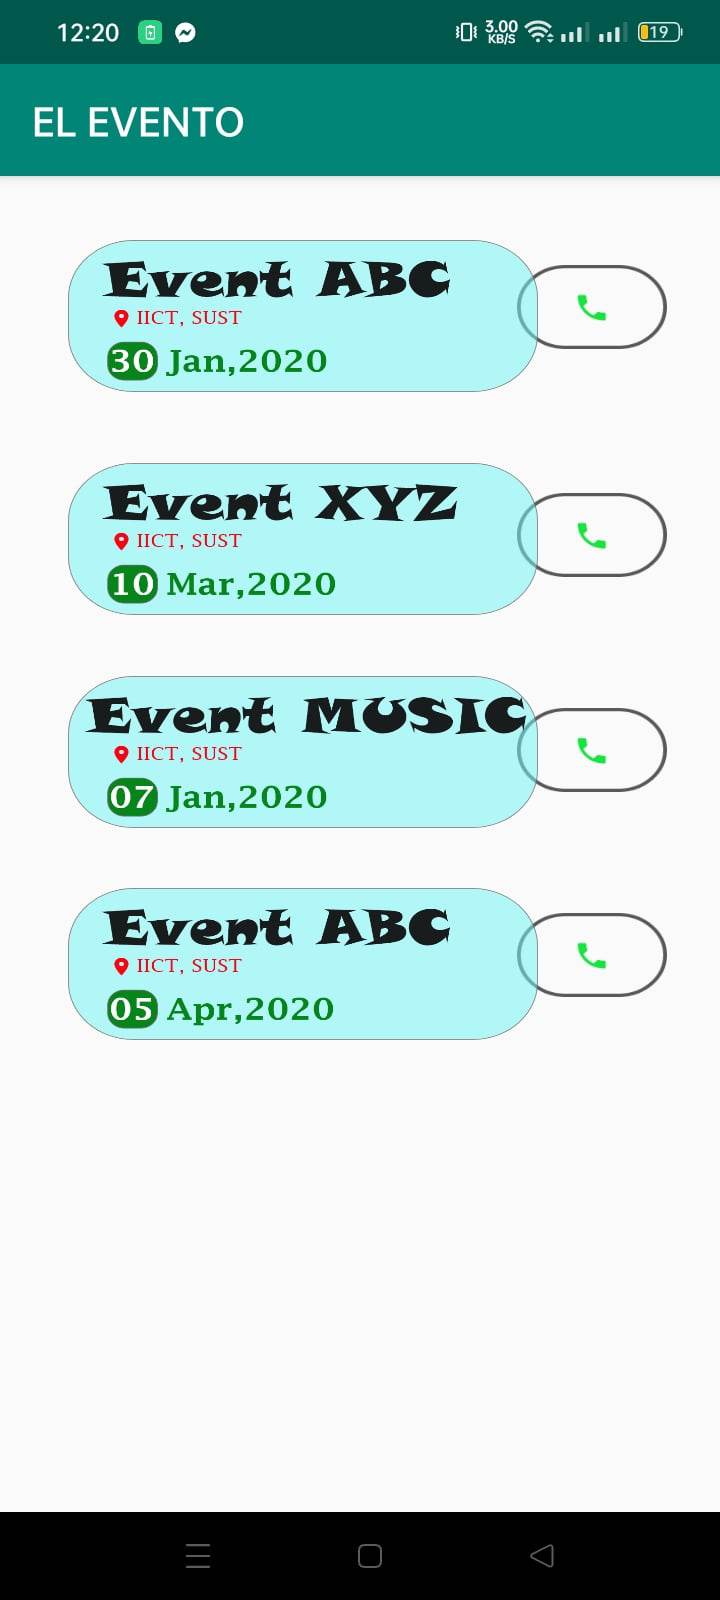 12:20 3.00 KB/S 19
EL EVENTO
Event ABC
IICT, SUST
30 Jan,2020
Event XYZ
IICT, SUST
10 Mar,2020
Event MUSIC
IICT, SUST
07 Jan,2020
Event ABC
IICT, SUST
05 Apr,2020